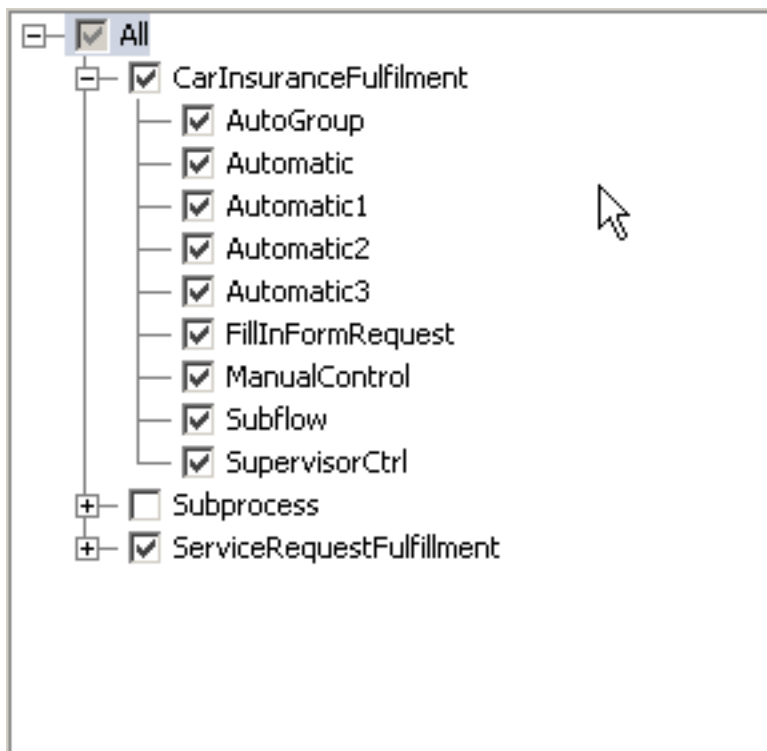 All
CarInsuranceFulfilment
AutoGroup
Automatic
Automatic1
Automatic2
Automatic3
FillInFormRequest
ManualControl
Subflow
SupervisorCtrl
Subprocess
ServiceRequestFulfillment